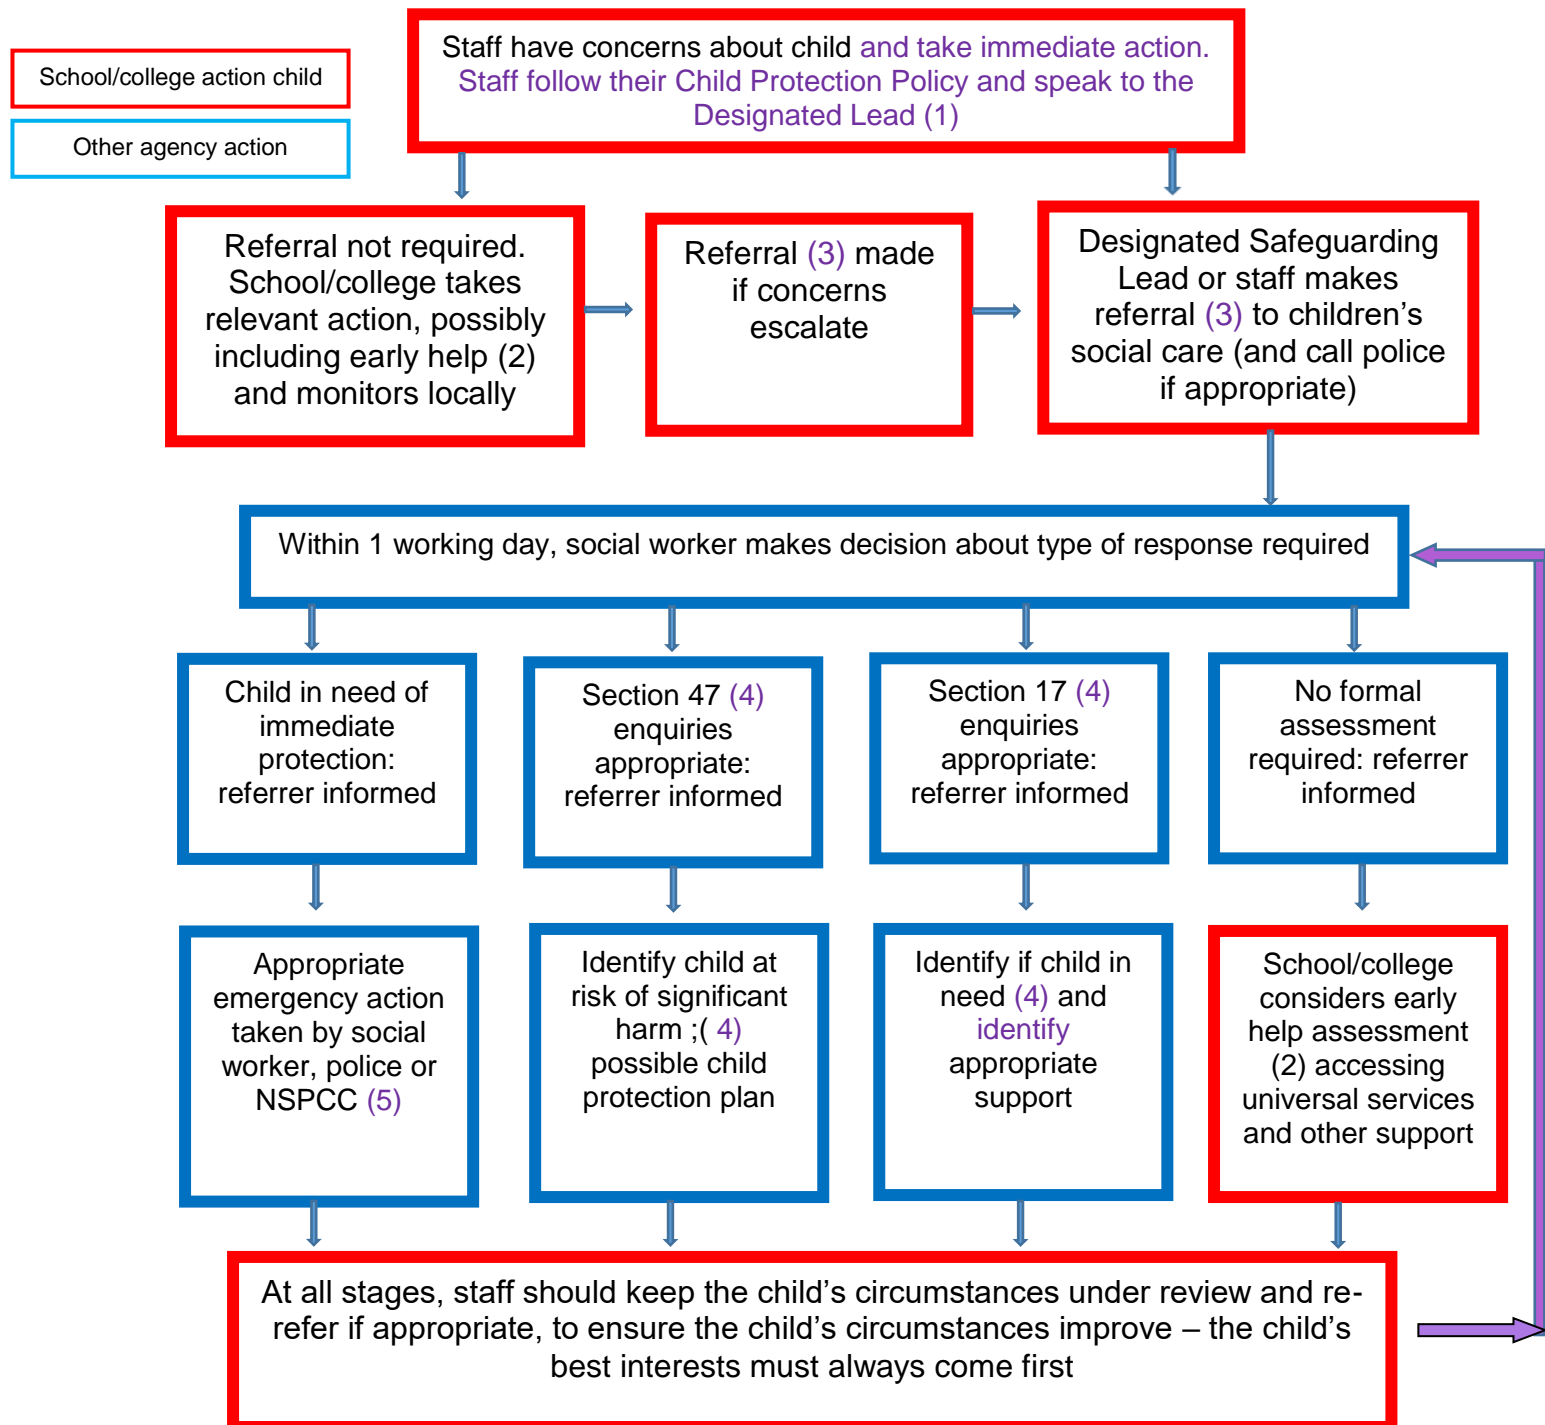 School/college action child
Other agency action
Staff have concerns about child and take immediate action.
Staff follow their Child Protection Policy and speak to the
Designated Lead (1)
Referral not required.
School/college takes
relevant action, possibly
including early help (2)
and monitors locally
Referral (3) made
if concerns
escalate
Designated Safeguarding
Lead or staff makes
referral (3) to children’s
social care (and call police
if appropriate)
Within 1 working day, social worker makes decision about type of response required
Child in need of
immediate
protection:
referrer informed
Section 47 (4)
enquiries
appropriate:
referrer informed
Section 17 (4)
enquiries
appropriate:
referrer informed
No formal
assessment
required: referrer
informed
Appropriate
emergency action
taken by social
worker, police or
NSPCC (5)
Identify child at
risk of significant
harm ;( 4)
possible child
protection plan
Identify if child in
need (4) and
identify
appropriate
support
School/college
considers early
help assessment
(2) accessing
universal services
and other support
At all stages, staff should keep the child’s circumstances under review and re-
refer if appropriate, to ensure the child’s circumstances improve – the child’s
best interests must always come first